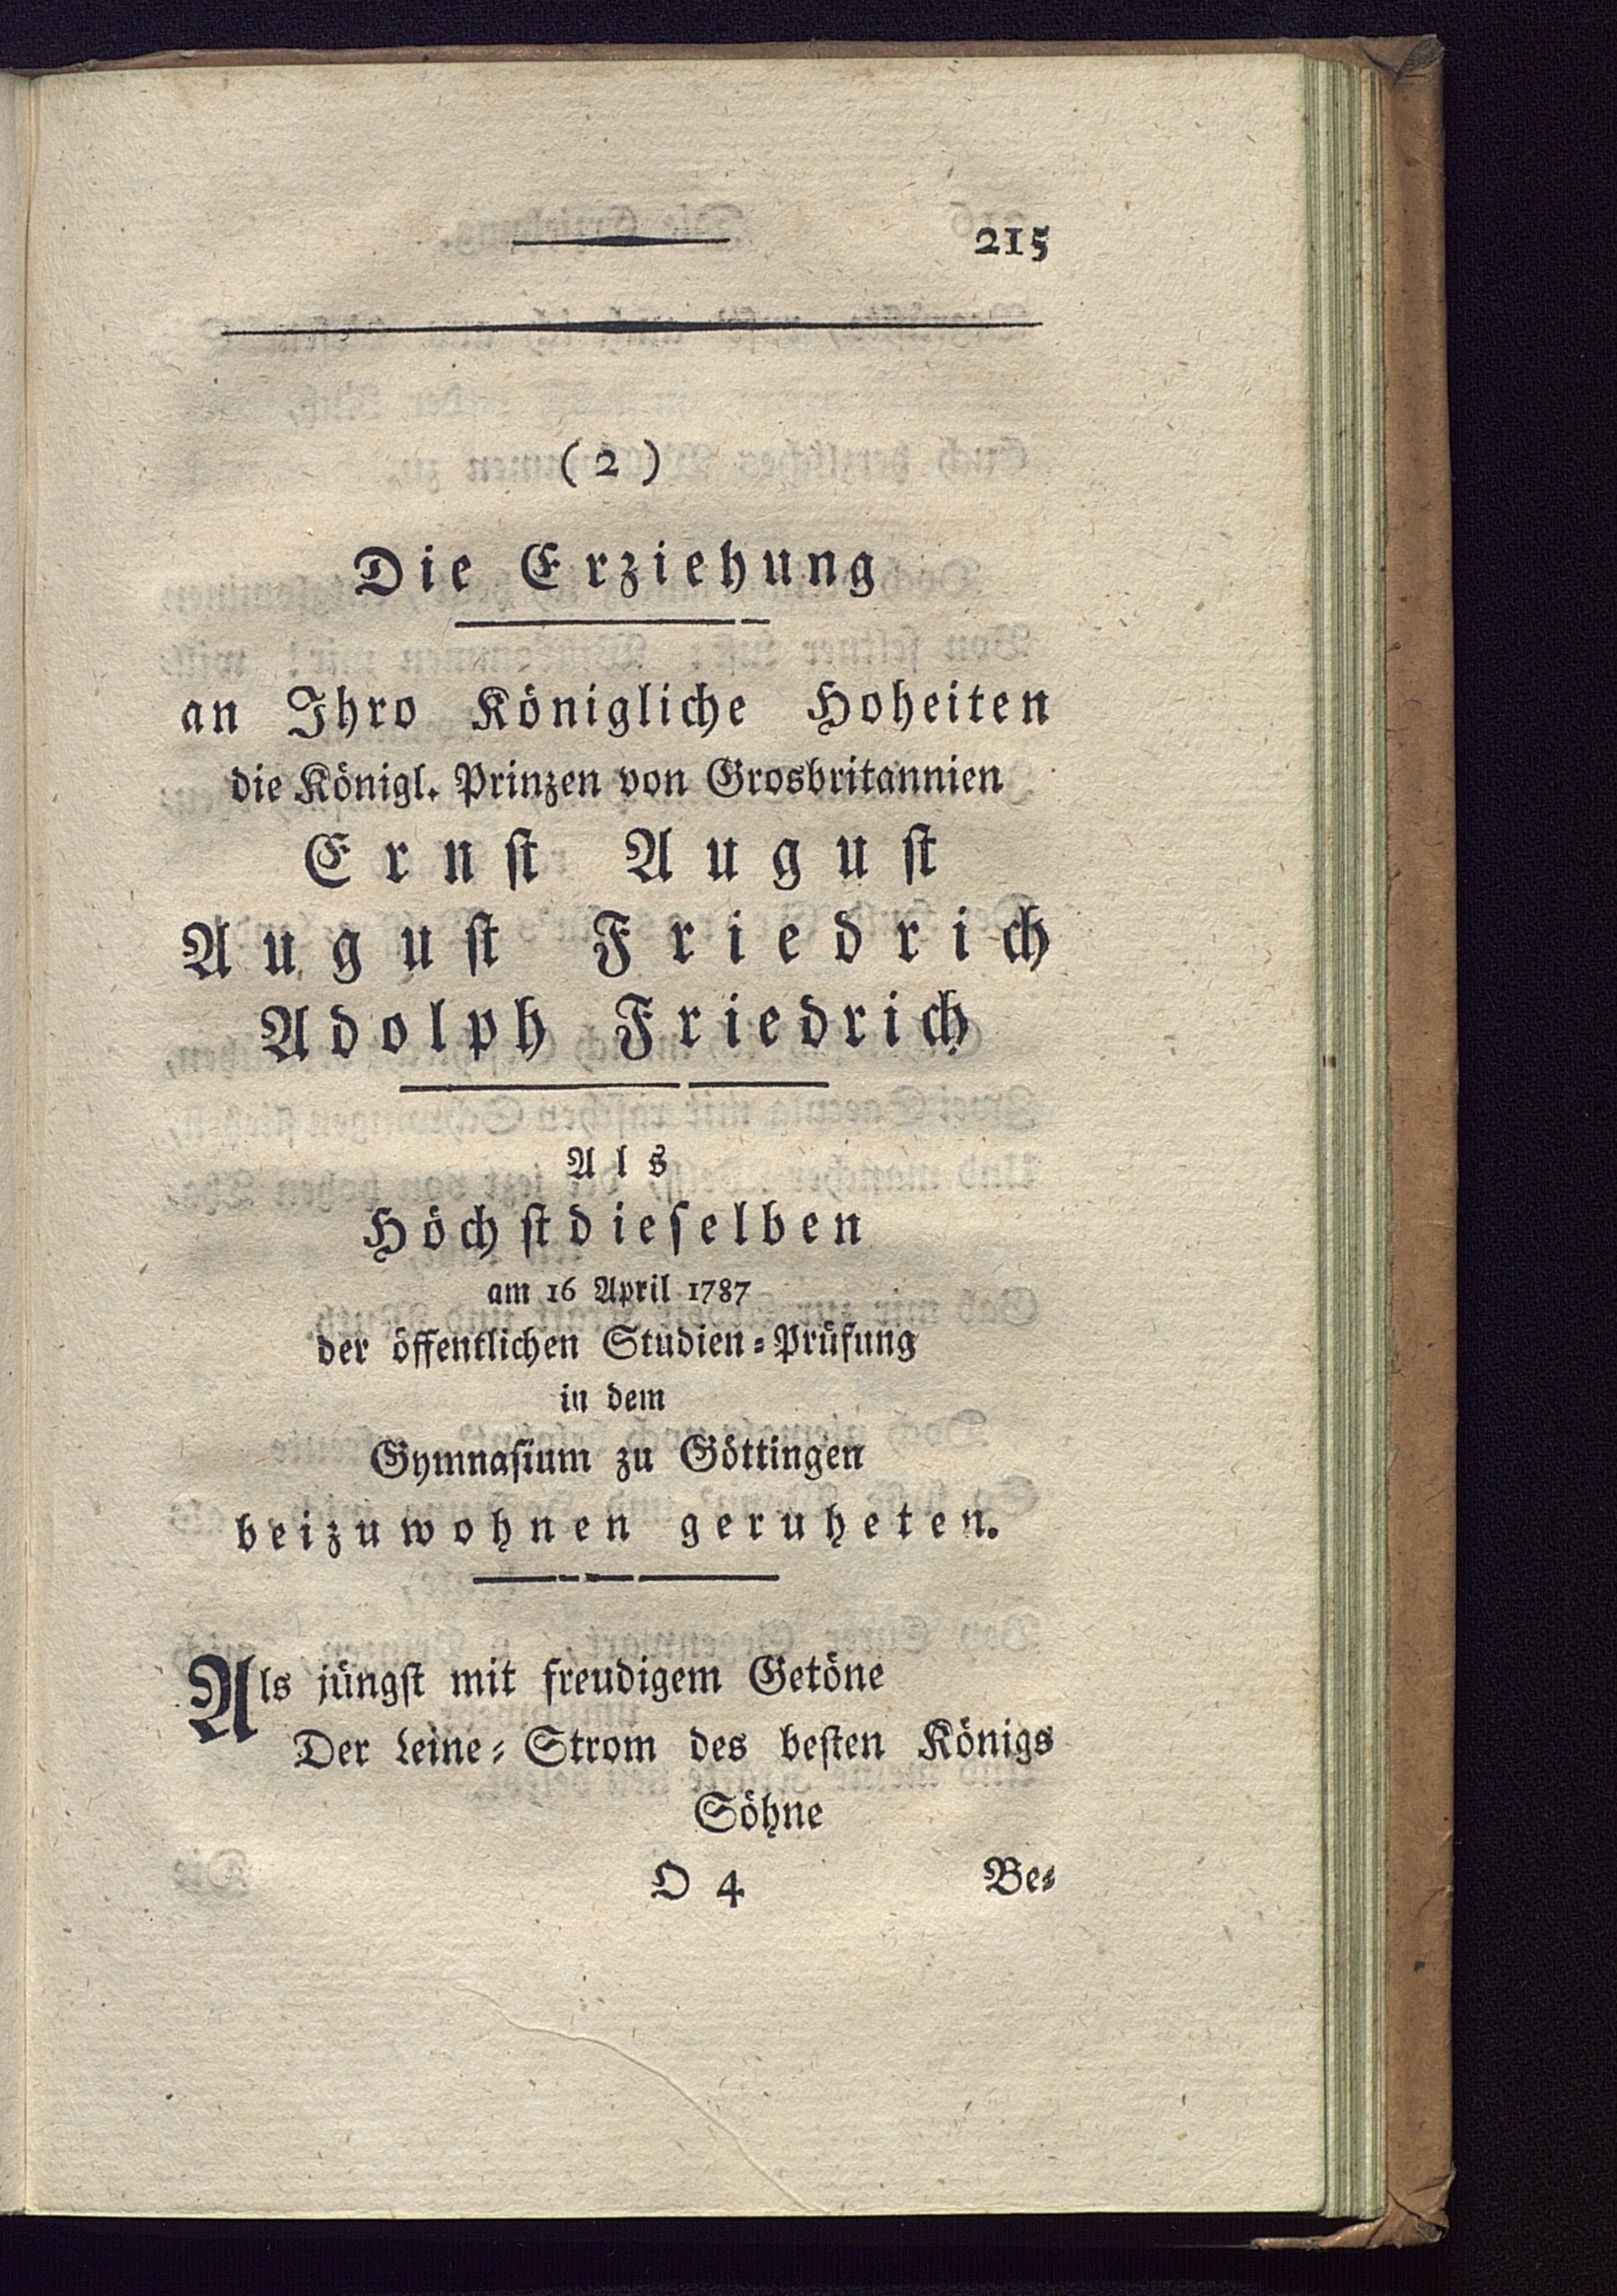 215
(2)
Die Erziehung
an Ihro Königliche Hoheiten
die Königl. Prinzen von Grosbritannien
Ernſt Auguſt
Auguſt Friedrich
Adolph Friedrich
Als
Höchſtdieſelben
am 16 April 1787
der öffentlichen Studien-Prüfung
in dem
Gymnaſium zu Göttingen
beizuwohnen geruheten.
Als jüngſt mit freudigem Getöne
Der Leine-Strom des beſten Königs
Söhne
O 4 Be-